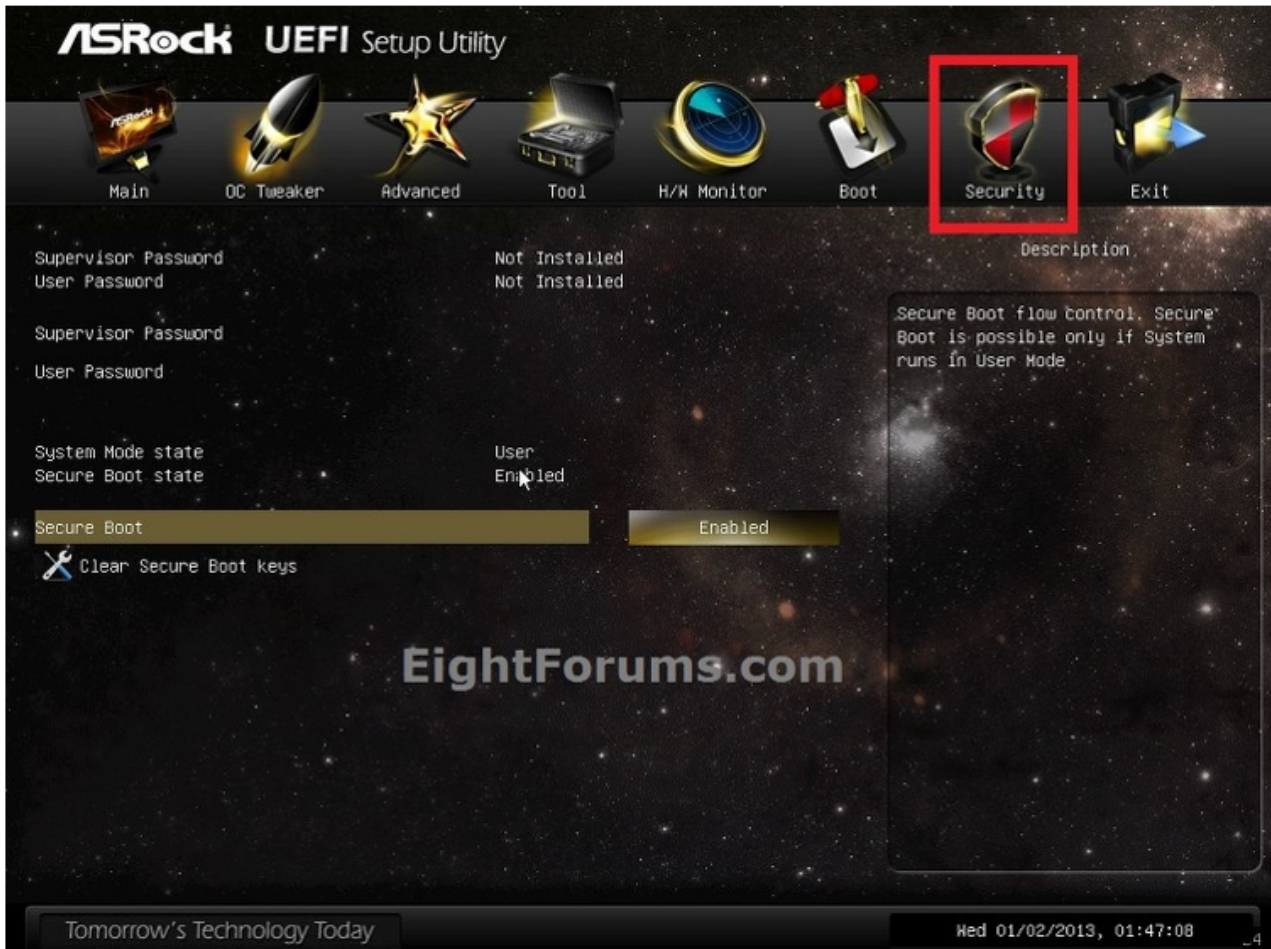 ASRock UEFI Setup Utility
ASRock
Main OC Tweaker Advanced Tool H/W Monitor Boot Security Exit
Description
Supervisor Password Not Installed
User Password Not Installed
Supervisor Password
User Password
System Mode state User
Secure Boot state Enabled
Secure Boot Enabled
Clear Secure Boot keys
Secure Boot flow control. Secure
Boot is possible only if System
runs in User Mode
EightForums.com
Tomorrow's Technology Today
Wed 01/02/2013, 01:47:08